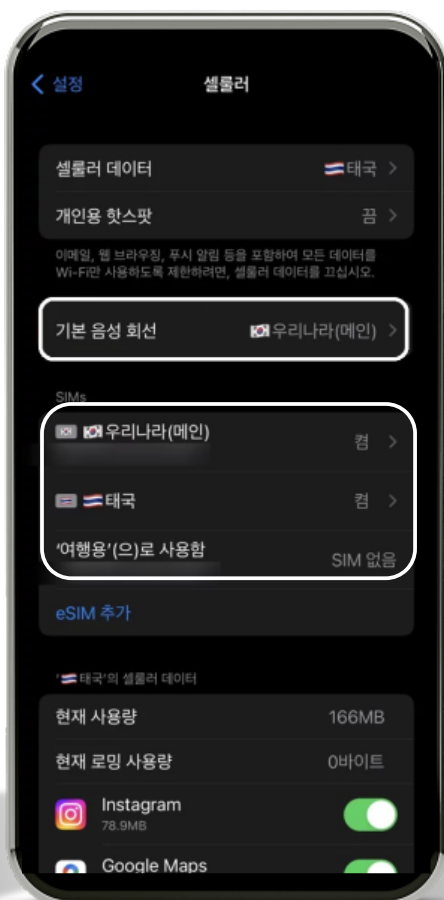 설정
셀룰러
셀룰러 데이터 태국
개인용 핫스팟 끔
이메일, 웹 브라우징, 푸시 알림 등을 포함하여 모든 데이터를
Wi-Fi만 사용하도록 제한하려면, 셀룰러 데이터를 끄십시오.
기본 음성 회선 우리나라(메인)
SIMs
우리나라(메인) 켬
태국 켬
'여행용'(으)로 사용함 SIM 없음
eSIM 추가
'태국'의 셀룰러 데이터
현재 사용량 166MB
현재 로밍 사용량 0바이트
Instagram
78.9MB
Google Maps